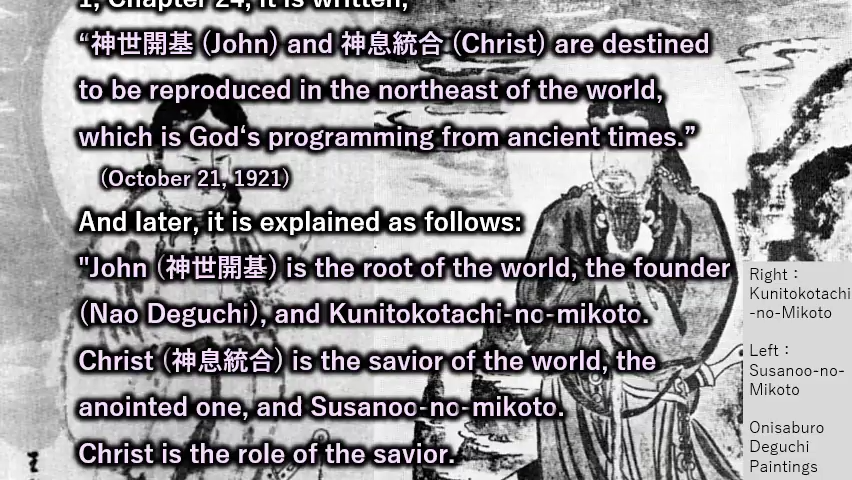 1, Chapter 24, it is written,
“神世開基 (John) and 神息統合 (Christ) are destined
to be reproduced in the northeast of the world,
which is God‘s programming from ancient times.”
(October 21, 1921)
And later, it is explained as follows:
"John (神世開基) is the root of the world, the founder
(Nao Deguchi), and Kunitokotachi-no-mikoto.
Christ (神息統合) is the savior of the world, the
anointed one, and Susanoo-no-mikoto.
Christ is the role of the savior.
Right：
Kunitokotachi
-no-Mikoto
Left：
Susanoo-no-
Mikoto
Onisaburo
Deguchi
Paintings